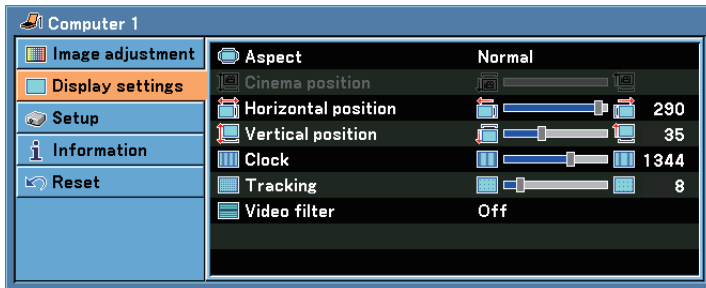 Computer 1
Image adjustment
Display settings
Setup
Information
Reset
Aspect Normal
Cinema position
Horizontal position 290
Vertical position 35
Clock 1344
Tracking 8
Video filter Off